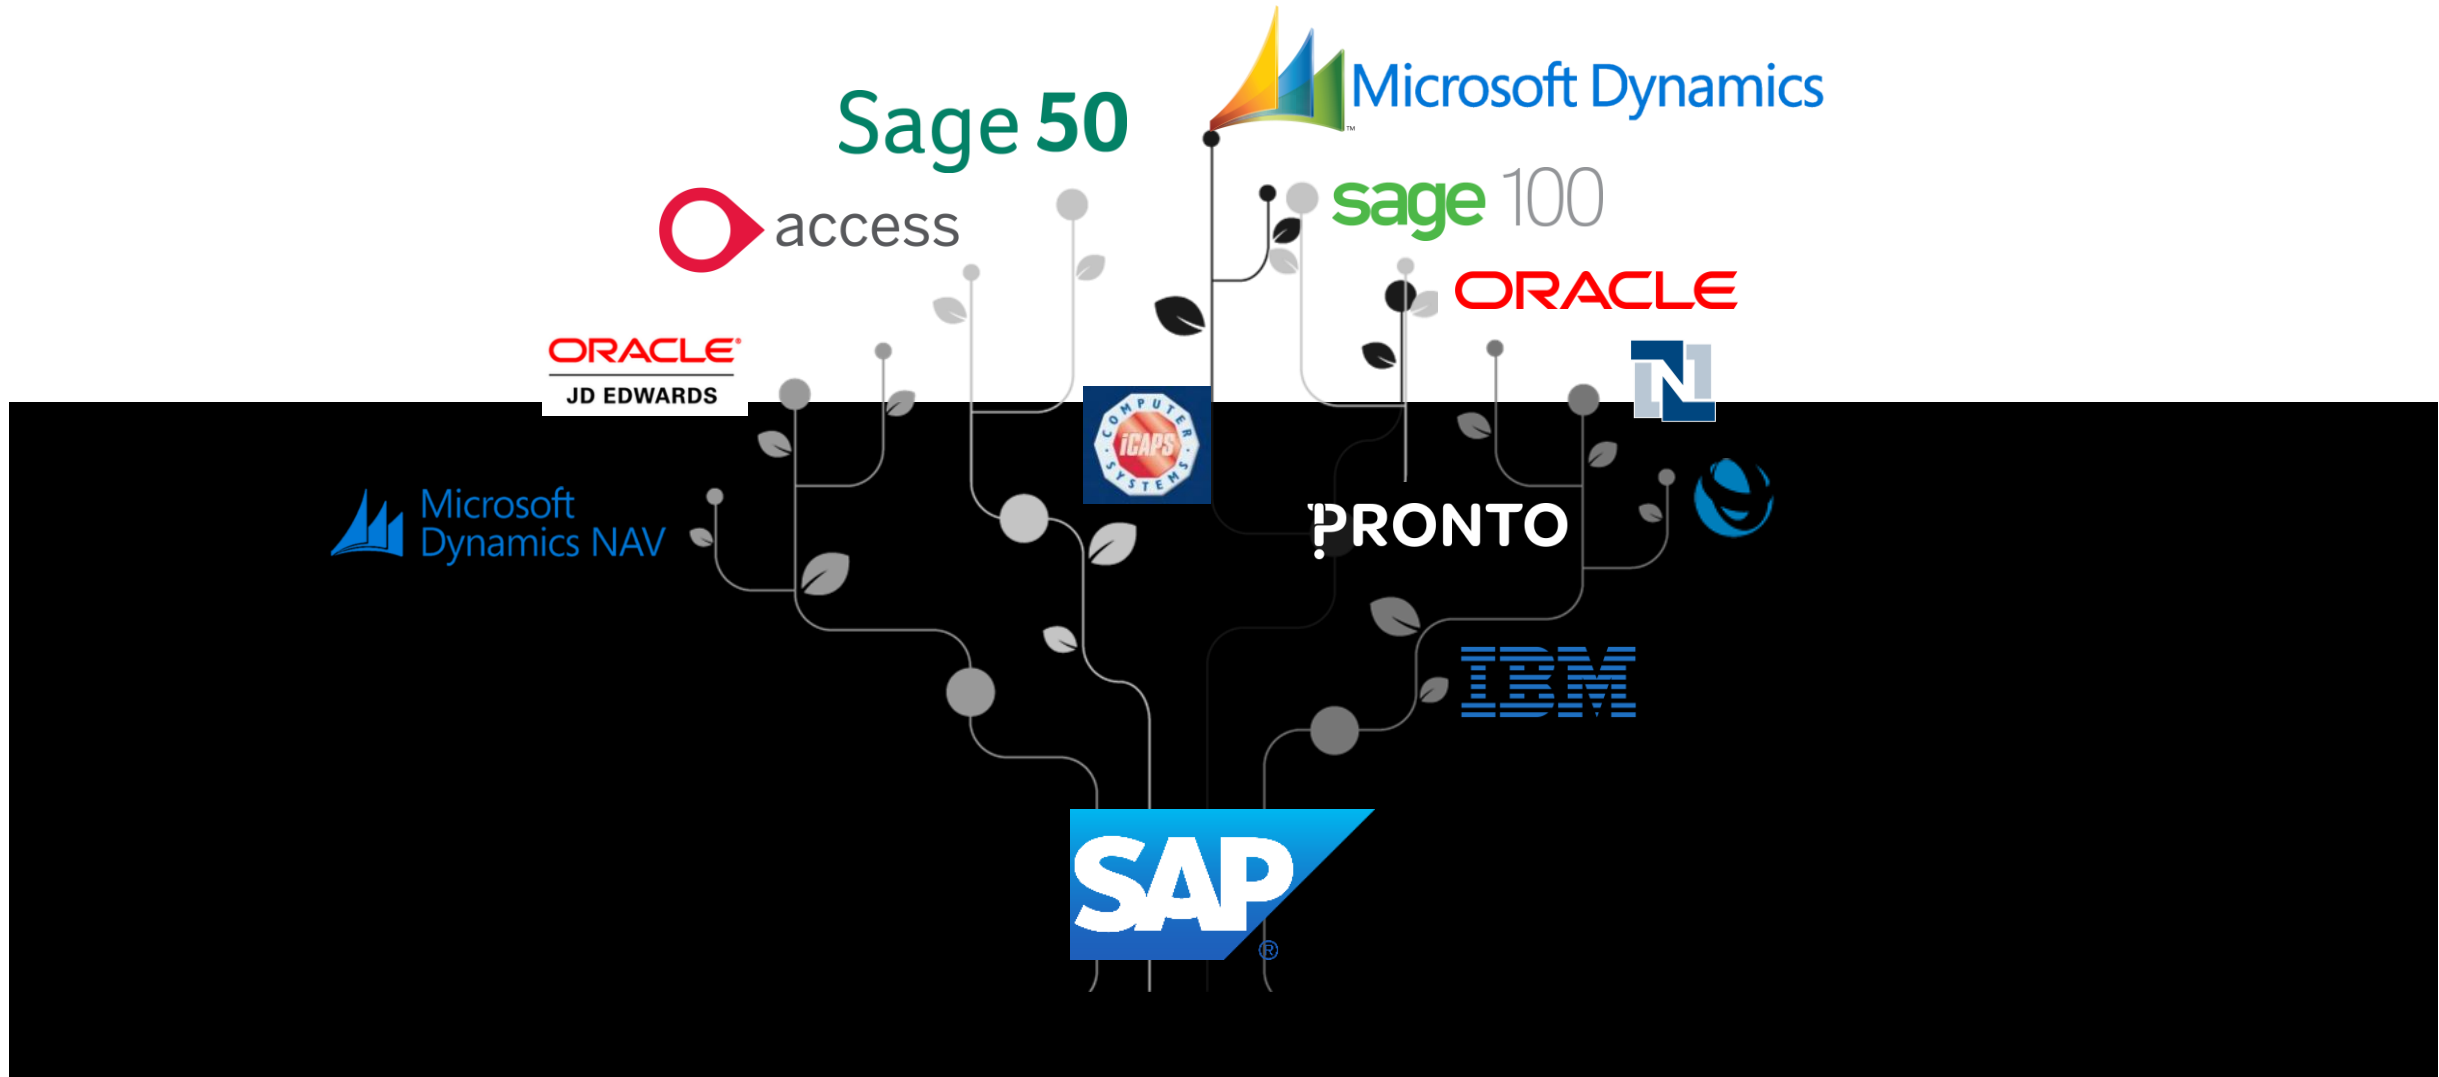 Microsoft Dynamics
TM
Sage 50
sage 100
access
ORACLE
ORACLE®
JD EDWARDS
N
COMPUTER
iCAPS
SYSTEMS
Microsoft
Dynamics NAV
PRONTO
IBM
SAP
®